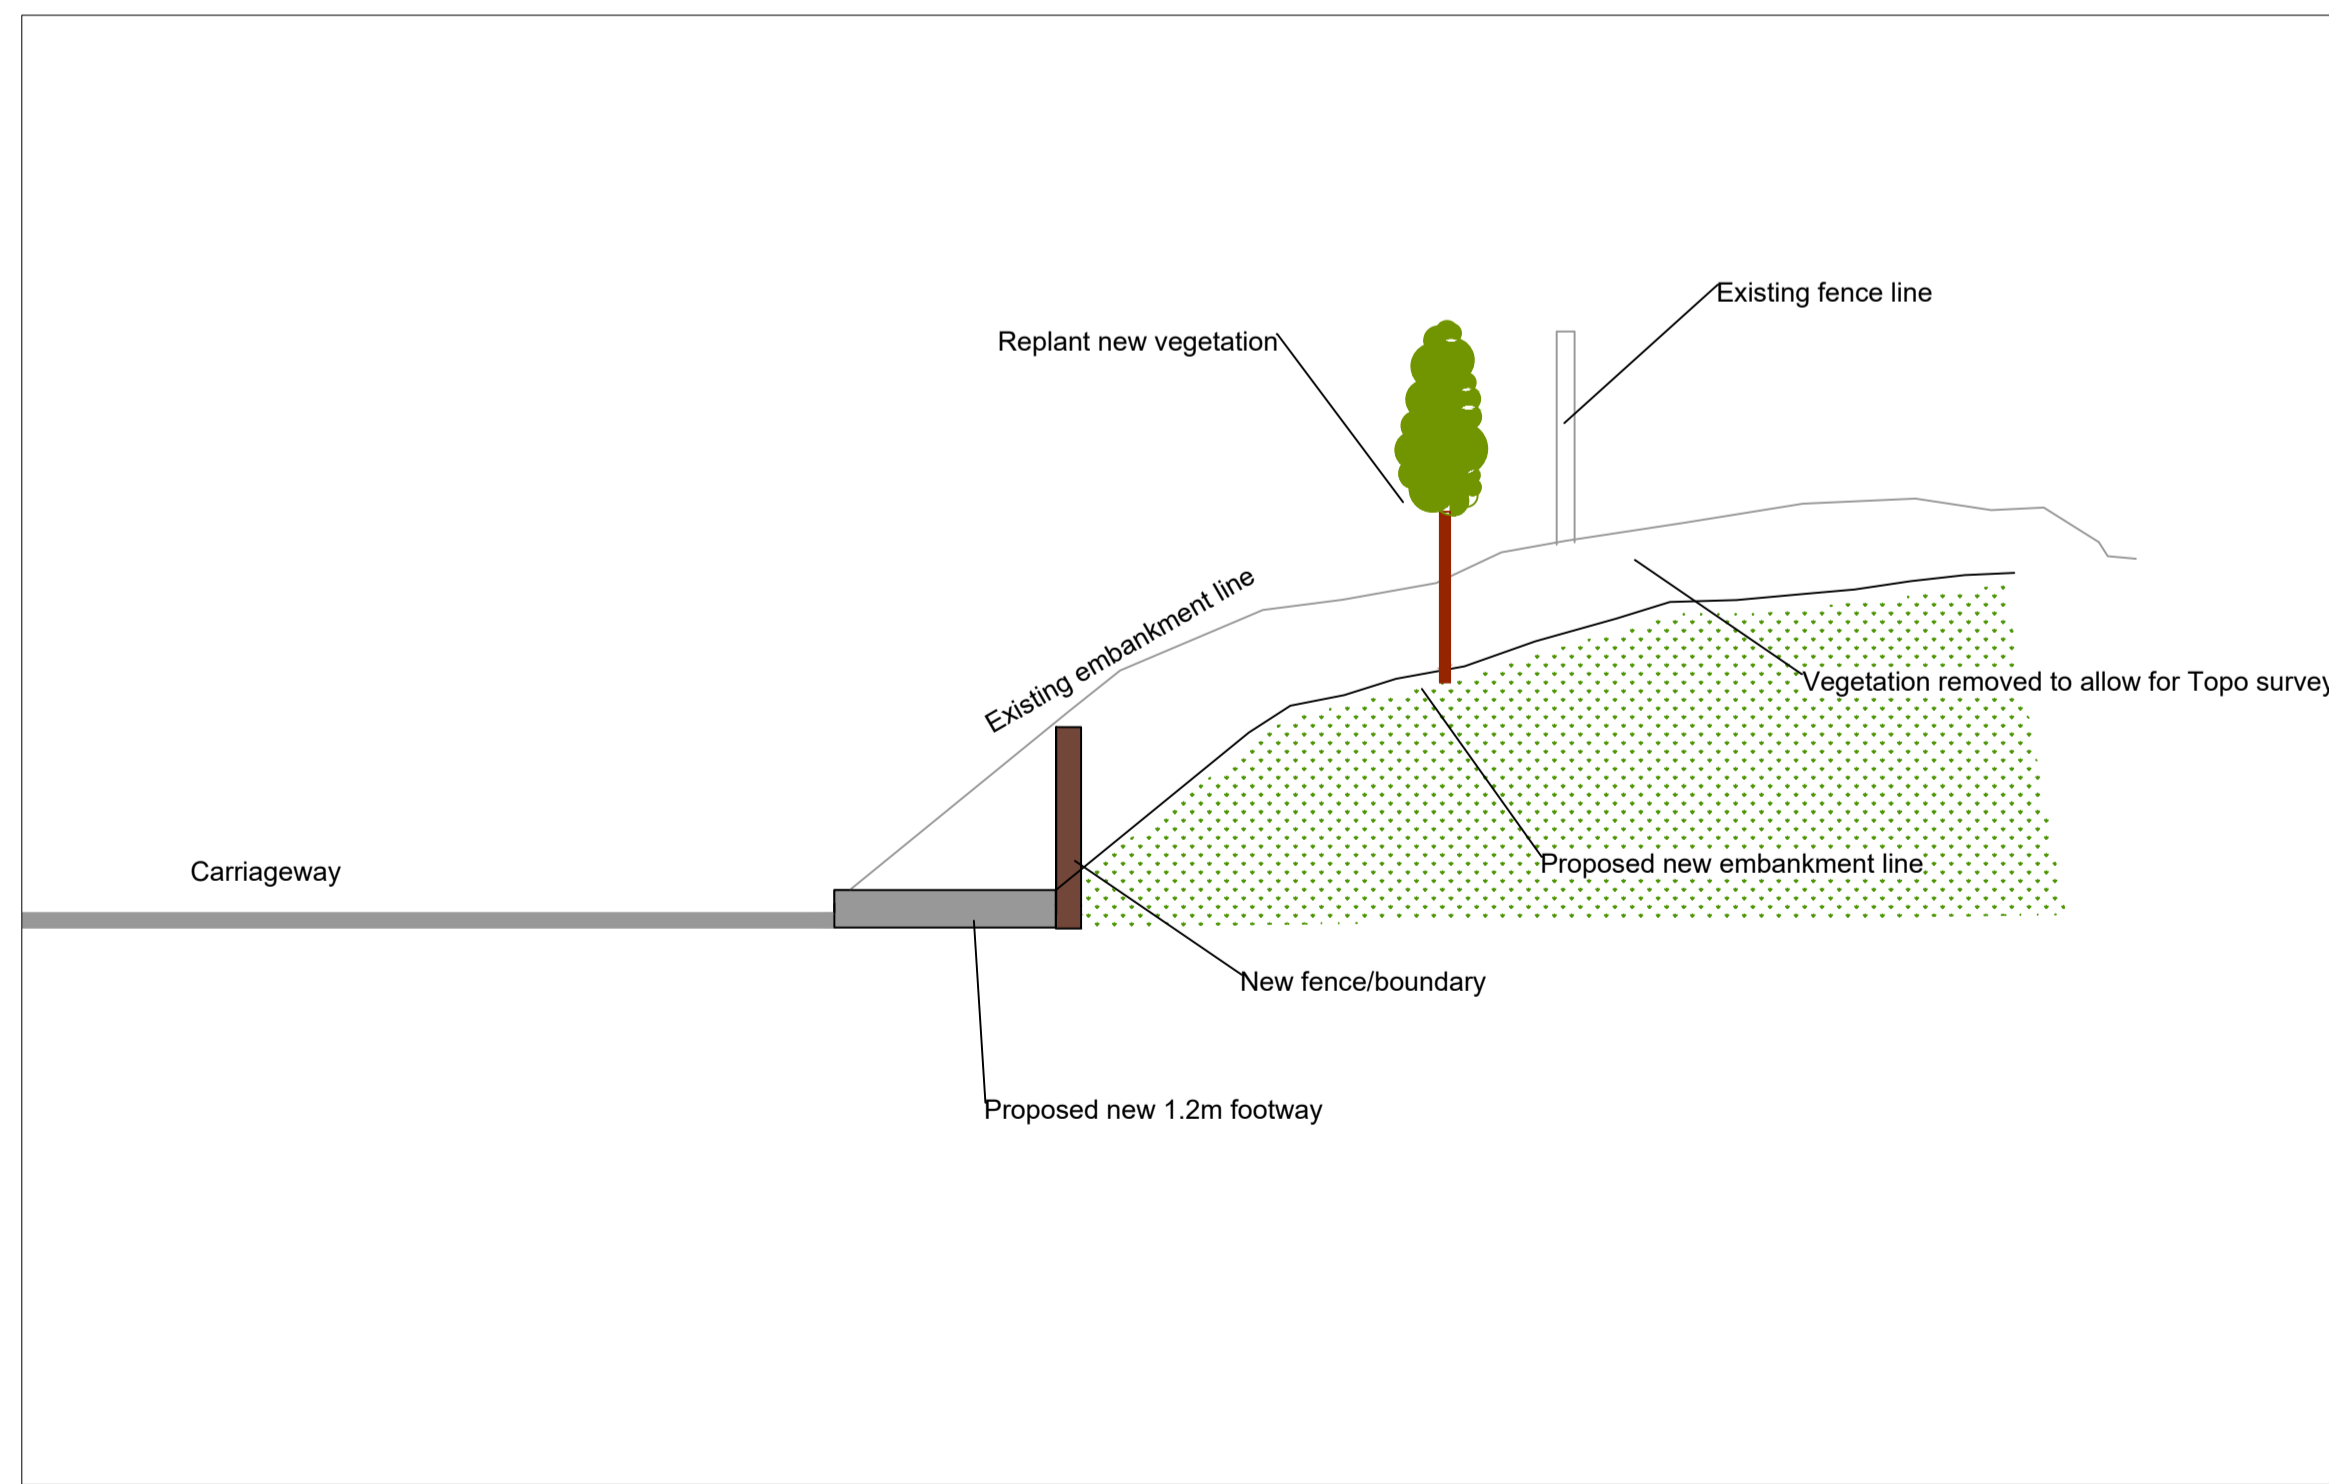 Existing fence line
Replant new vegetation
Existing embankment line
Vegetation removed to allow for Topo survey
Proposed new embankment line
Carriageway
New fence/boundary
Proposed new 1.2m footway